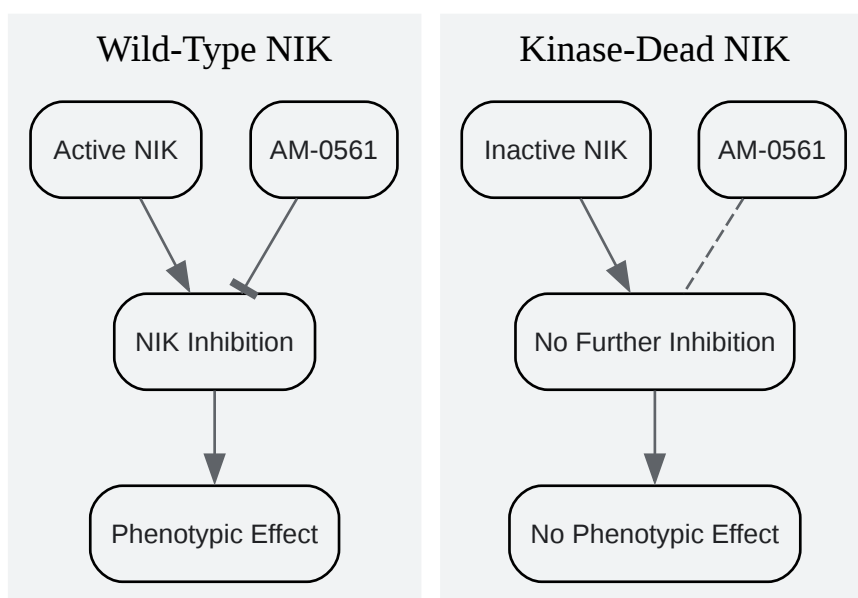 Wild-Type NIK
Active NIK
AM-0561
NIK Inhibition
Phenotypic Effect
Kinase-Dead NIK
Inactive NIK
AM-0561
No Further Inhibition
No Phenotypic Effect